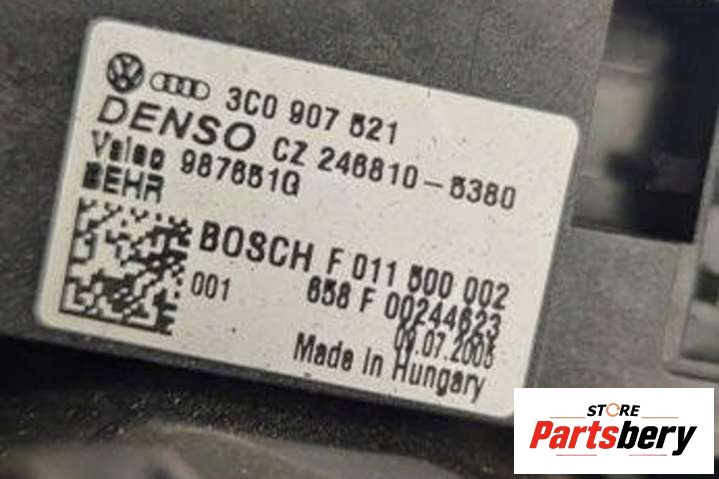 3C0 907 521
DENSO CZ 246810-5380
Valeo 987651Q
BEHR
BOSCH F 011 500 002
001 658 F 00244623
09.07.2005
Made in Hungary
STORE
Partsbery